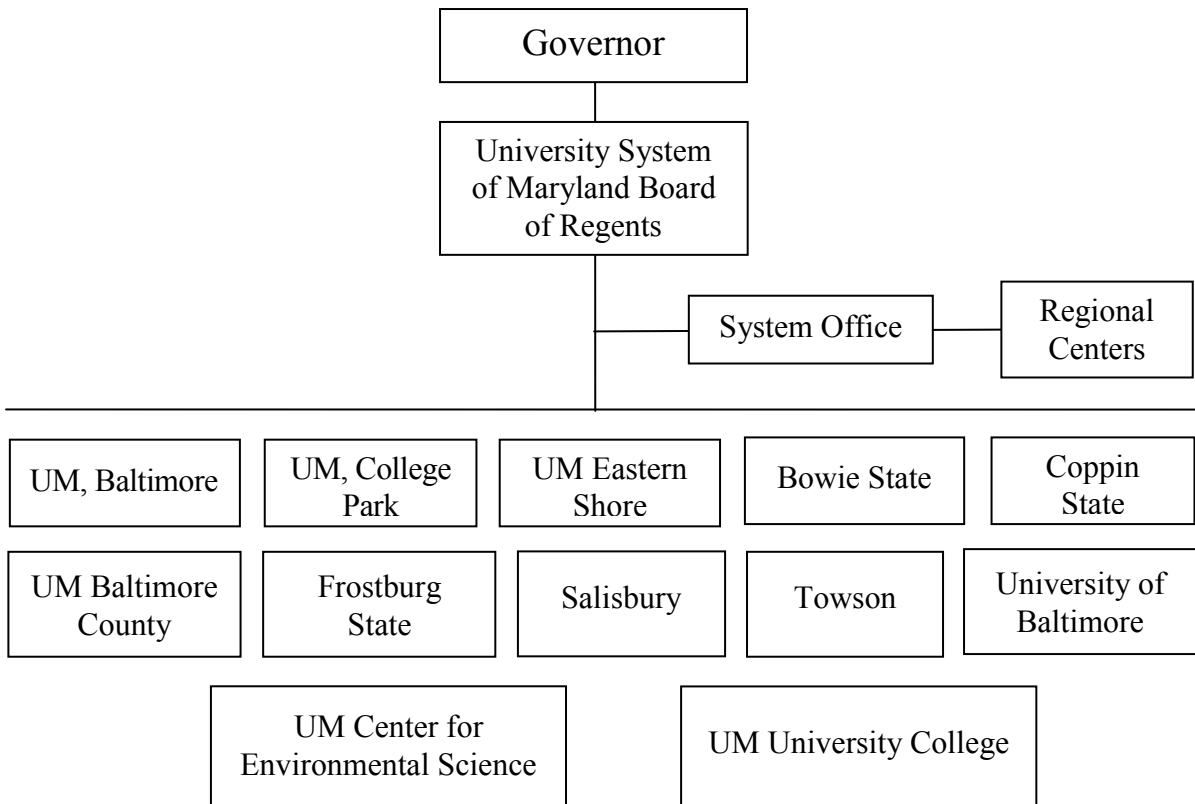 Governor
University System
of Maryland Board
of Regents
System Office
Regional
Centers
UM, Baltimore
UM, College
Park
UM Eastern
Shore
Bowie State
Coppin
State
UM Baltimore
County
Frostburg
State
Salisbury
Towson
University of
Baltimore
UM Center for
Environmental Science
UM University College